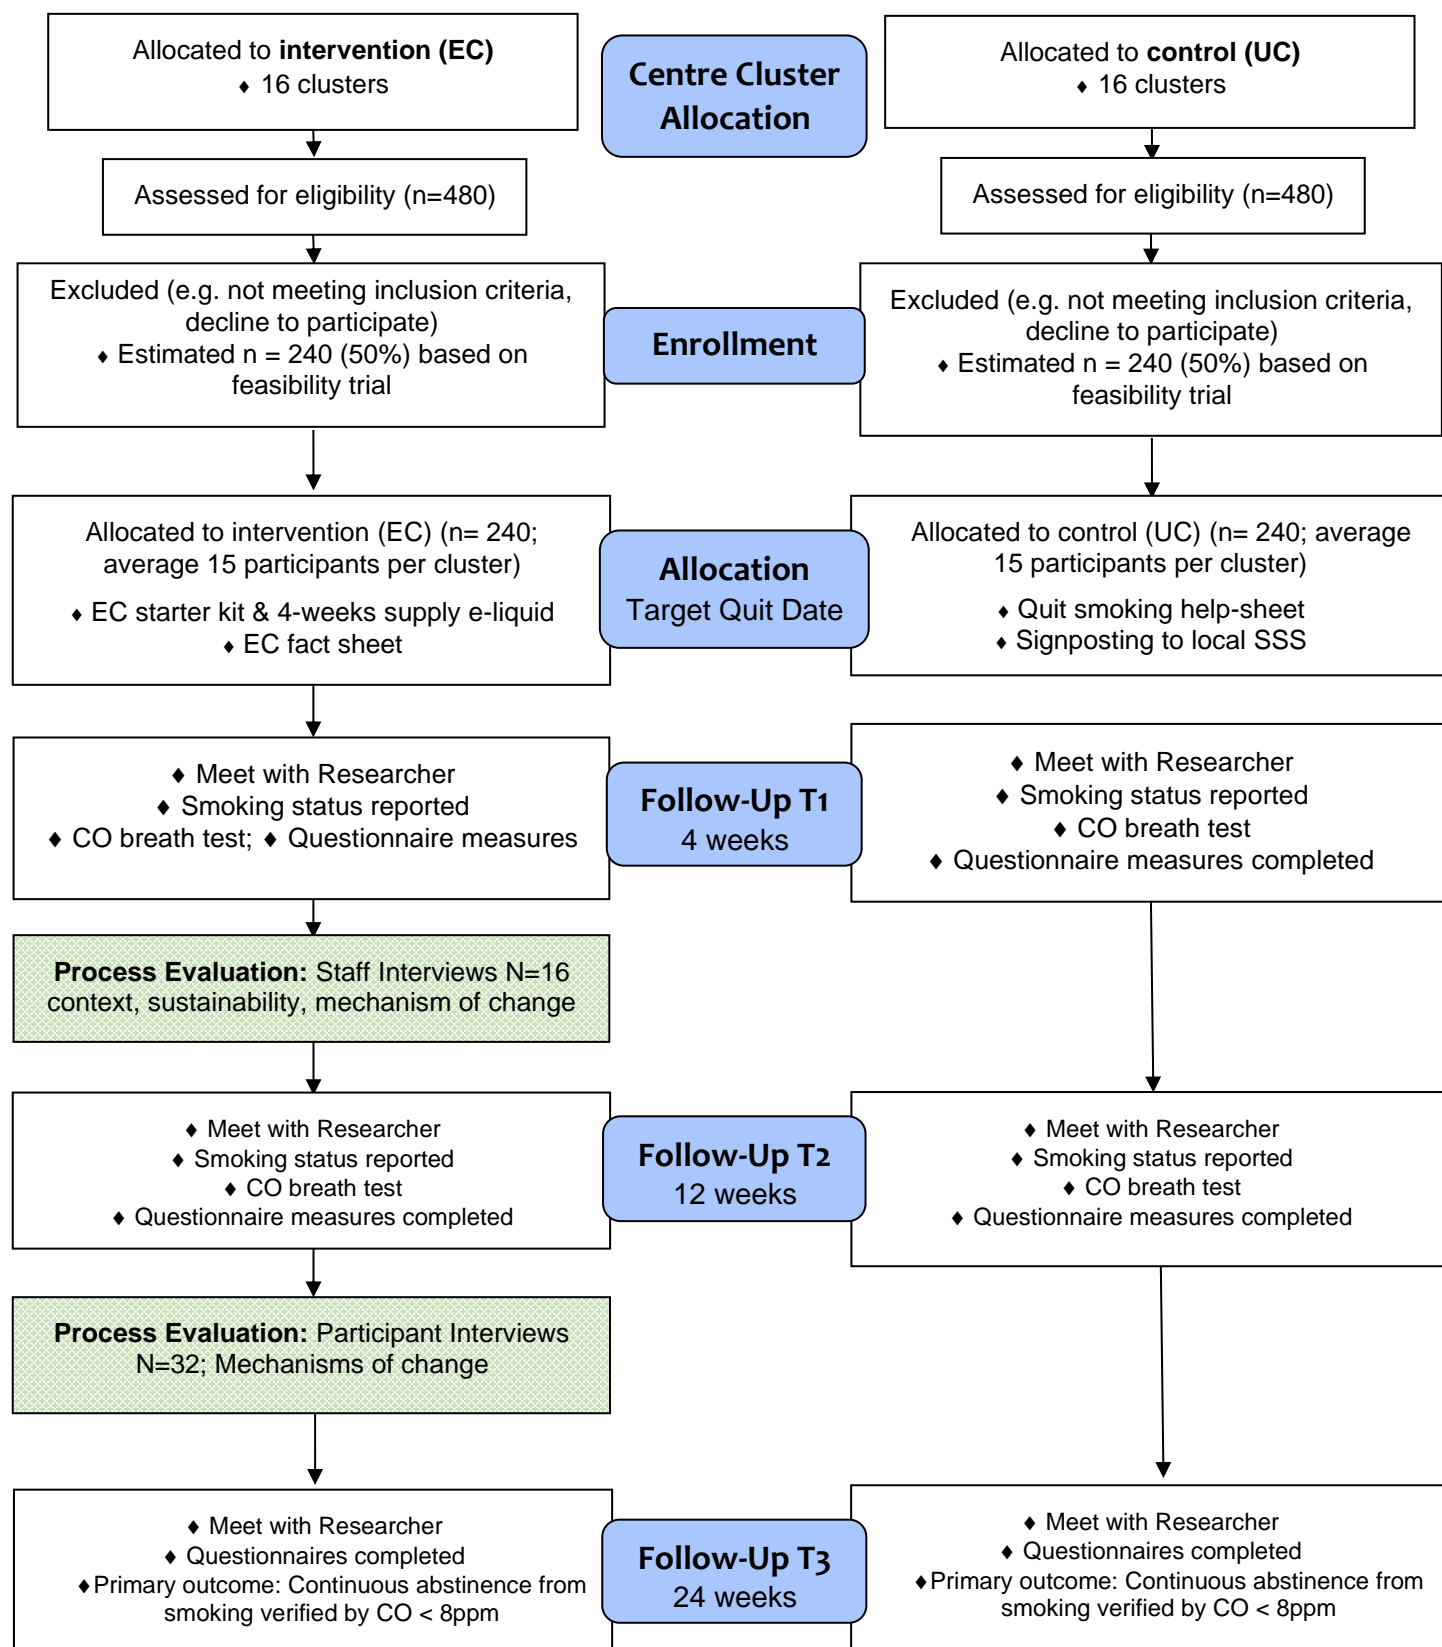 Allocated to intervention (EC)
♦ 16 clusters
Centre Cluster
Allocation
Allocated to control (UC)
♦ 16 clusters
Assessed for eligibility (n=480)
Assessed for eligibility (n=480)
Excluded (e.g. not meeting inclusion criteria,
decline to participate)
♦ Estimated n = 240 (50%) based on
feasibility trial
Enrollment
Excluded (e.g. not meeting inclusion criteria,
decline to participate)
♦ Estimated n = 240 (50%) based on
feasibility trial
Allocated to intervention (EC) (n= 240;
average 15 participants per cluster)
♦ EC starter kit & 4-weeks supply e-liquid
♦ EC fact sheet
Allocation
Target Quit Date
Allocated to control (UC) (n= 240; average
15 participants per cluster)
♦ Quit smoking help-sheet
♦ Signposting to local SSS
♦ Meet with Researcher
♦ Smoking status reported
♦ CO breath test; ♦ Questionnaire measures
Follow-Up T1
4 weeks
♦ Meet with Researcher
♦ Smoking status reported
♦ CO breath test
♦ Questionnaire measures completed
Process Evaluation: Staff Interviews N=16
context, sustainability, mechanism of change
♦ Meet with Researcher
♦ Smoking status reported
♦ CO breath test
♦ Questionnaire measures completed
Follow-Up T2
12 weeks
♦ Meet with Researcher
♦ Smoking status reported
♦ CO breath test
♦ Questionnaire measures completed
Process Evaluation: Participant Interviews
N=32; Mechanisms of change
♦ Meet with Researcher
♦ Questionnaires completed
♦Primary outcome: Continuous abstinence from
smoking verified by CO < 8ppm
Follow-Up T3
24 weeks
♦ Meet with Researcher
♦ Questionnaires completed
♦Primary outcome: Continuous abstinence from
smoking verified by CO < 8ppm